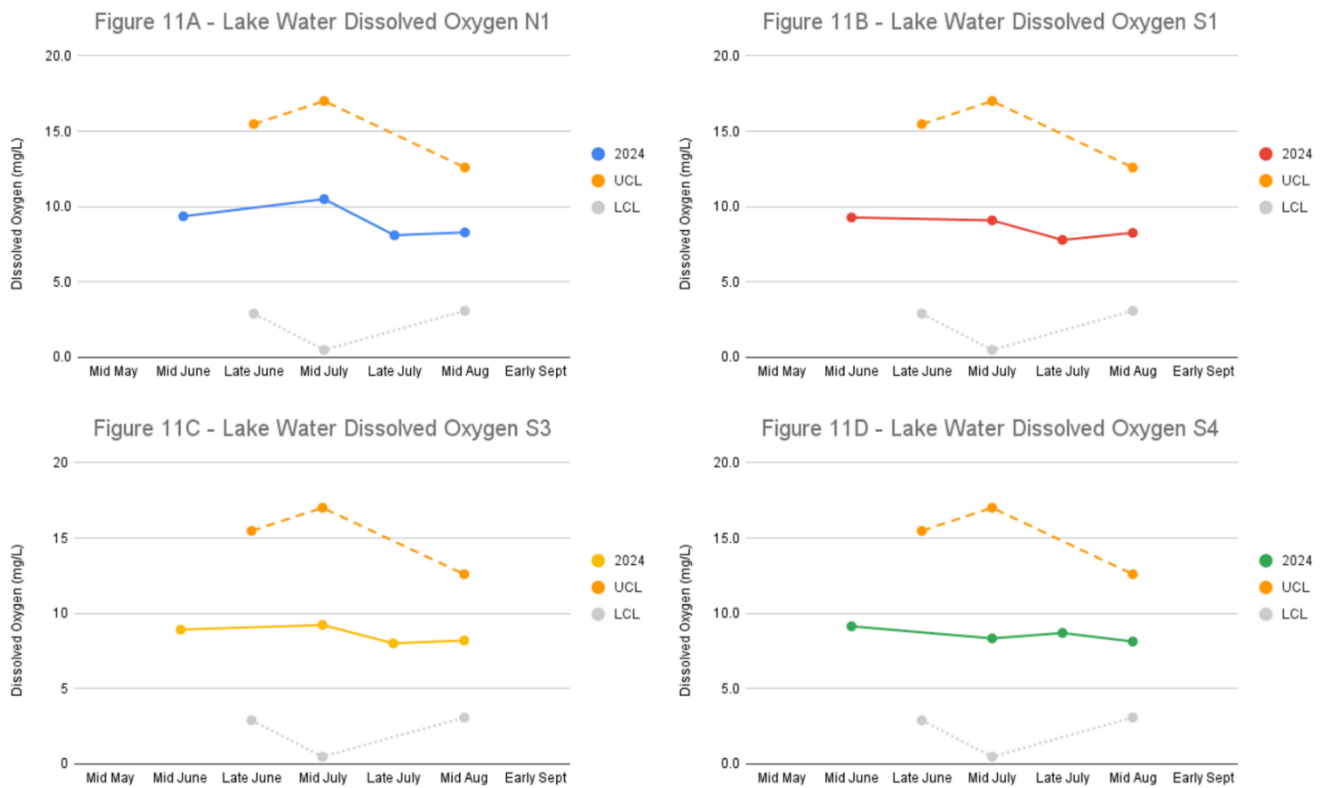 Figure 11A - Lake Water Dissolved Oxygen N1
20.0
15.0
10.0
5.0
0.0
DIssolved Oxygen (mg/L)
Mid May Mid June Late June Mid July Late July Mid Aug Early Sept
2024
UCL
LCL
Figure 11B - Lake Water Dissolved Oxygen S1
20.0
15.0
10.0
5.0
0.0
Dissolved Oxygen (mg/L)
Mid May Mid June Late June Mid July Late July Mid Aug Early Sept
2024
UCL
LCL
Figure 11C - Lake Water Dissolved Oxygen S3
20
15
10
5
0
Dissolved Oxygen (mg/L)
Mid May Mid June Late June Mid July Late July Mid Aug Early Sept
2024
UCL
LCL
Figure 11D - Lake Water Dissolved Oxygen S4
20.0
15.0
10.0
5.0
0.0
Dissolved Oxygen (mg/L)
Mid May Mid June Late June Mid July Late July Mid Aug Early Sept
2024
UCL
LCL